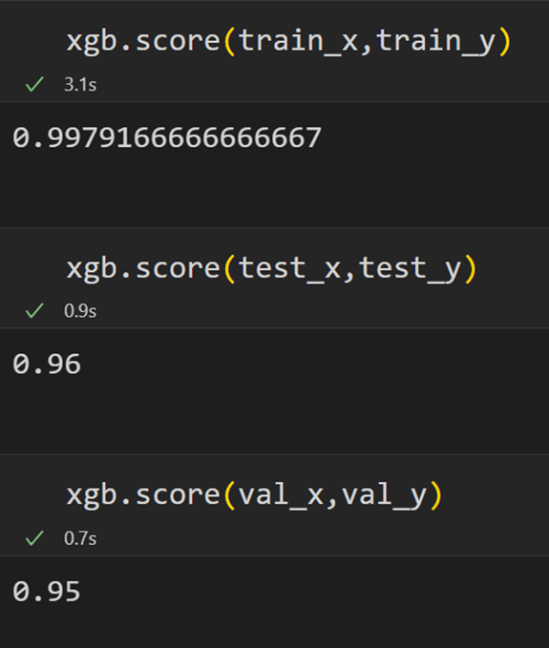 xgb.score(train_x,train_y)
✓ 3.1s
0.9979166666666667
xgb.score(test_x,test_y)
✓ 0.9s
0.96
xgb.score(val_x,val_y)
✓ 0.7s
0.95